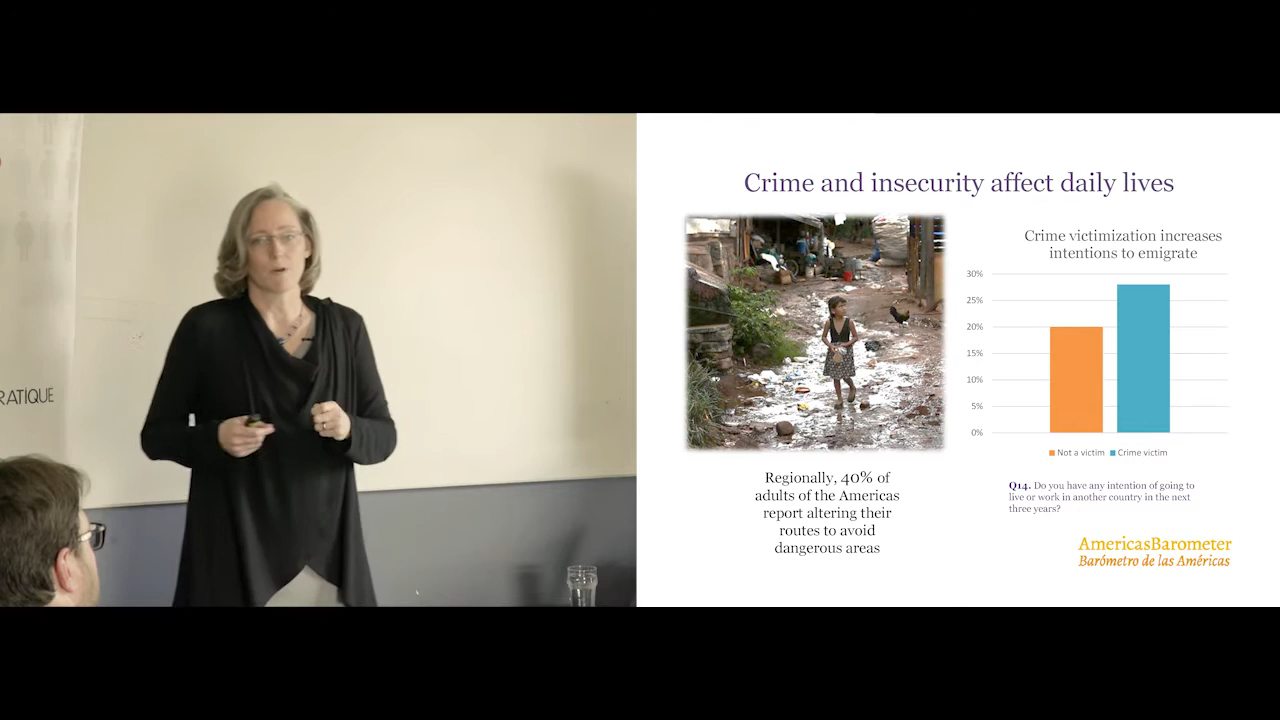 RATIQUE
Crime and insecurity affect daily lives
Crime victimization increases
intentions to emigrate
30%
25%
20%
15%
10%
5%
0%
Not a victim Crime victim
Regionally, 40% of
adults of the Americas
report altering their
routes to avoid
dangerous areas
Q14. Do you have any intention of going to
live or work in another country in the next
three years?
AmericasBarometer
Barómetro de las Américas